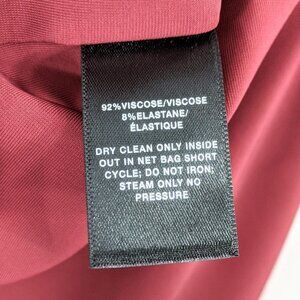 92%VISCOSE/VISCOSE
8%ELASTANE/
ÉLASTIQUE
DRY CLEAN ONLY INSIDE
OUT IN NET BAG SHORT
CYCLE; DO NOT IRON;
STEAM ONLY NO
PRESSURE